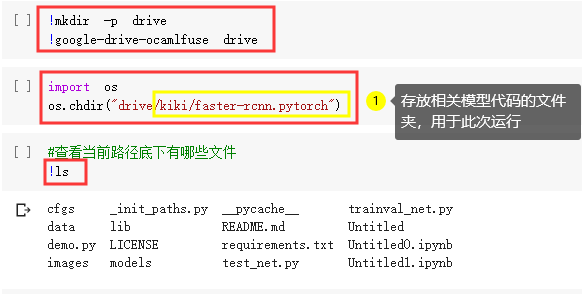 [ ] !mkdir -p drive
!google-drive-ocamlfuse drive
[ ] import os
os.chdir("drive/kiki/faster-rcnn.pytorch")
1 存放相关模型代码的文件
夹，用于此次运行
[ ] #查看当前路径底下有哪些文件
!ls
cfgs _init_paths.py __pycache__ trainval_net.py
data lib README.md Untitled
demo.py LICENSE requirements.txt Untitled0.ipynb
images models test_net.py Untitled1.ipynb